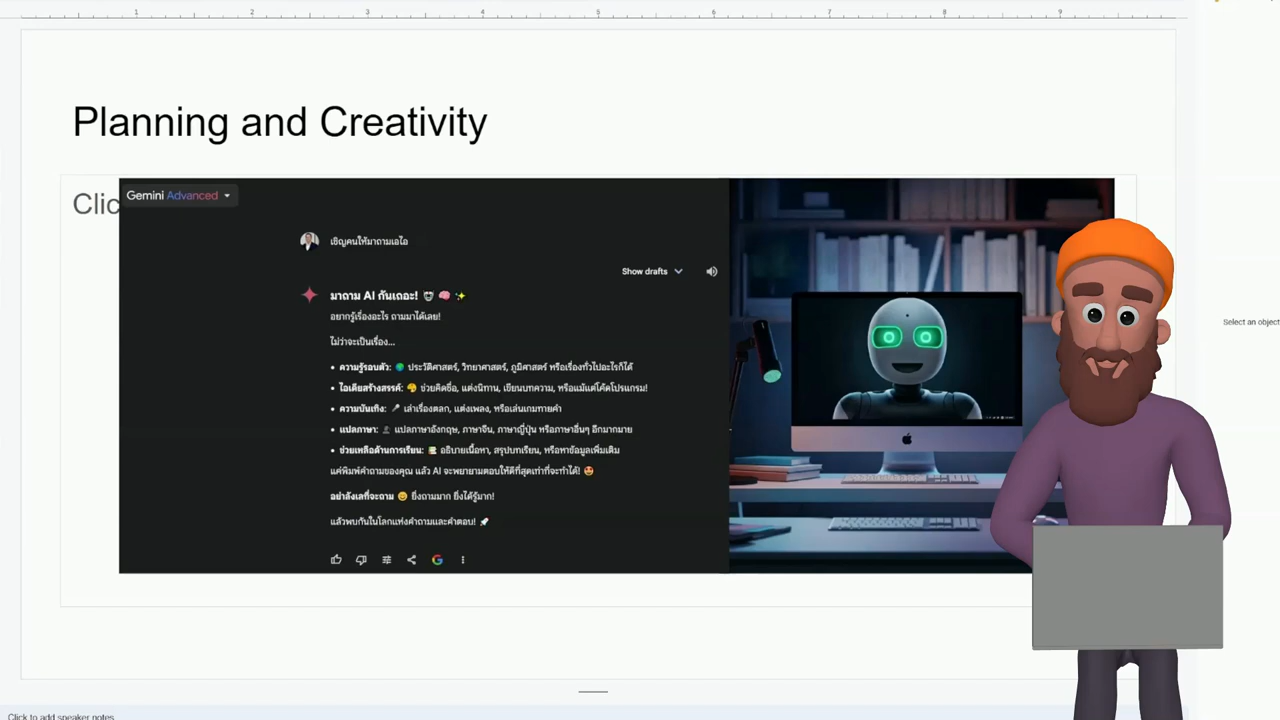 1 2 3 4 5 6 7 8 9
Planning and Creativity
Clic
Gemini Advanced
เชิญคนให้มาถามเอไอ
Show drafts
มาถาม AI กันเถอะ! 🤖 🧠 ✨
อยากรู้เรื่องอะไร ถามมาได้เลย!
ไม่ว่าจะเป็นเรื่อง...
• ความรู้รอบตัว: 🌍 ประวัติศาสตร์, วิทยาศาสตร์, ภูมิศาสตร์ หรือเรื่องทั่วไปอะไรก็ได้
• ไอเดียสร้างสรรค์: ช่วยคิดชื่อ, แต่งนิทาน, เขียนบทความ, หรือแม้แต่โค้ดโปรแกรม!
• ความบันเทิง: 🎤 เล่าเรื่องตลก, แต่งเพลง, หรือเล่นเกมทายคำ
• แปลภาษา: แปลภาษาอังกฤษ, ภาษาจีน, ภาษาญี่ปุ่น หรือภาษาอื่นๆ อีกมากมาย
• ช่วยเหลือด้านการเรียน: อธิบายเนื้อหา, สรุปบทเรียน, หรือหาข้อมูลเพิ่มเติม
แค่พิมพ์คำถามของคุณ แล้ว AI จะพยายามตอบให้ดีที่สุดเท่าที่จะทำได้! 🤩
อย่าลังเลที่จะถาม 😄 ยิ่งถามมาก ยิ่งได้รู้มาก!
แล้วพบกันในโลกแห่งคำถามและคำตอบ! 🚀
Select an object
Click to add speaker notes